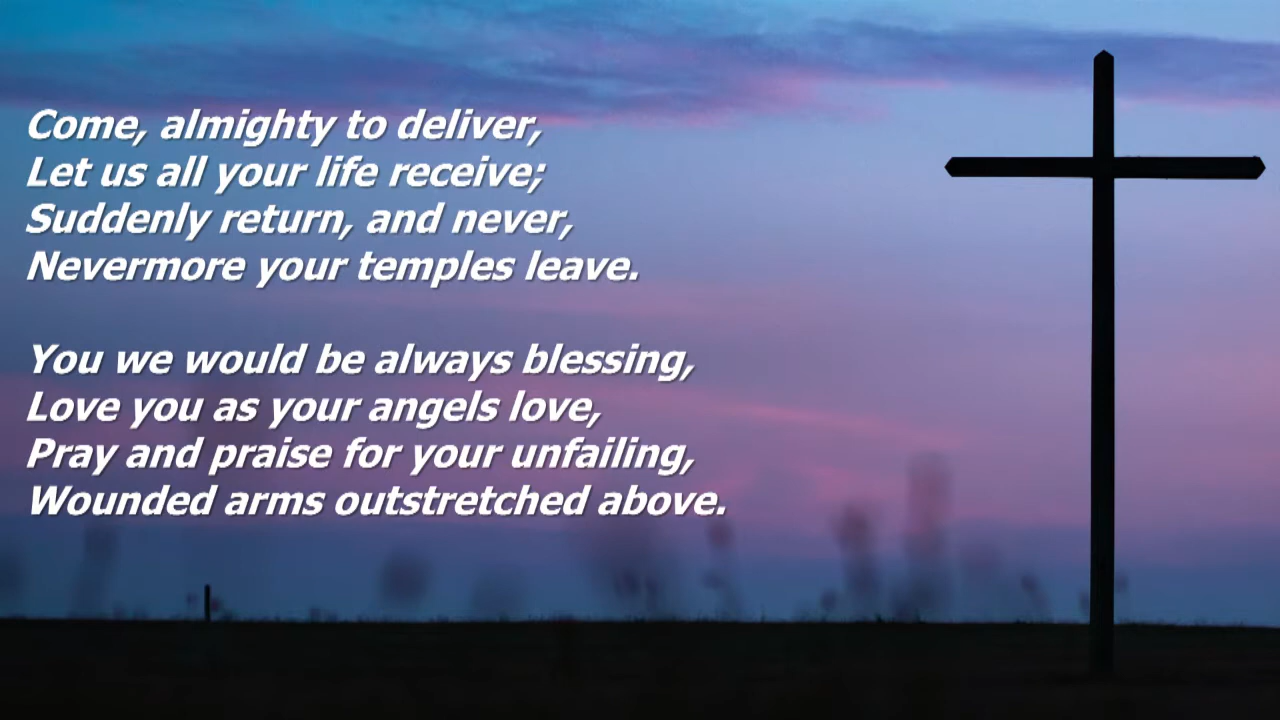 Come, almighty to deliver,
Let us all your life receive;
Suddenly return, and never,
Nevermore your temples leave.
You we would be always blessing,
Love you as your angels love,
Pray and praise for your unfailing,
Wounded arms outstretched above.